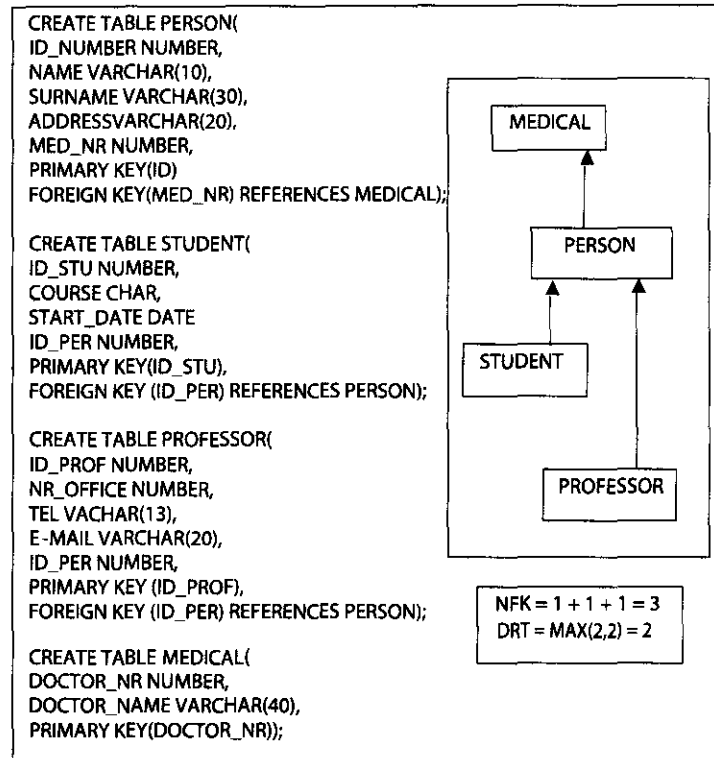 CREATE TABLE PERSON(
ID_NUMBER NUMBER,
NAME VARCHAR(10),
SURNAME VARCHAR(30),
ADDRESSVARCHAR(20),
MED_NR NUMBER,
PRIMARY KEY(ID)
FOREIGN KEY(MED_NR) REFERENCES MEDICAL);
CREATE TABLE STUDENT(
ID_STU NUMBER,
COURSE CHAR,
START_DATE DATE
ID_PER NUMBER,
PRIMARY KEY(ID_STU),
FOREIGN KEY (ID_PER) REFERENCES PERSON);
CREATE TABLE PROFESSOR(
ID_PROF NUMBER,
NR_OFFICE NUMBER,
TEL VACHAR(13),
E-MAIL VARCHAR(20),
ID_PER NUMBER,
PRIMARY KEY (ID_PROF),
FOREIGN KEY (ID_PER) REFERENCES PERSON);
CREATE TABLE MEDICAL(
DOCTOR_NR NUMBER,
DOCTOR_NAME VARCHAR(40),
PRIMARY KEY(DOCTOR_NR));
MEDICAL
PERSON
STUDENT
PROFESSOR
NFK = 1 + 1 + 1 = 3
DRT = MAX(2,2) = 2